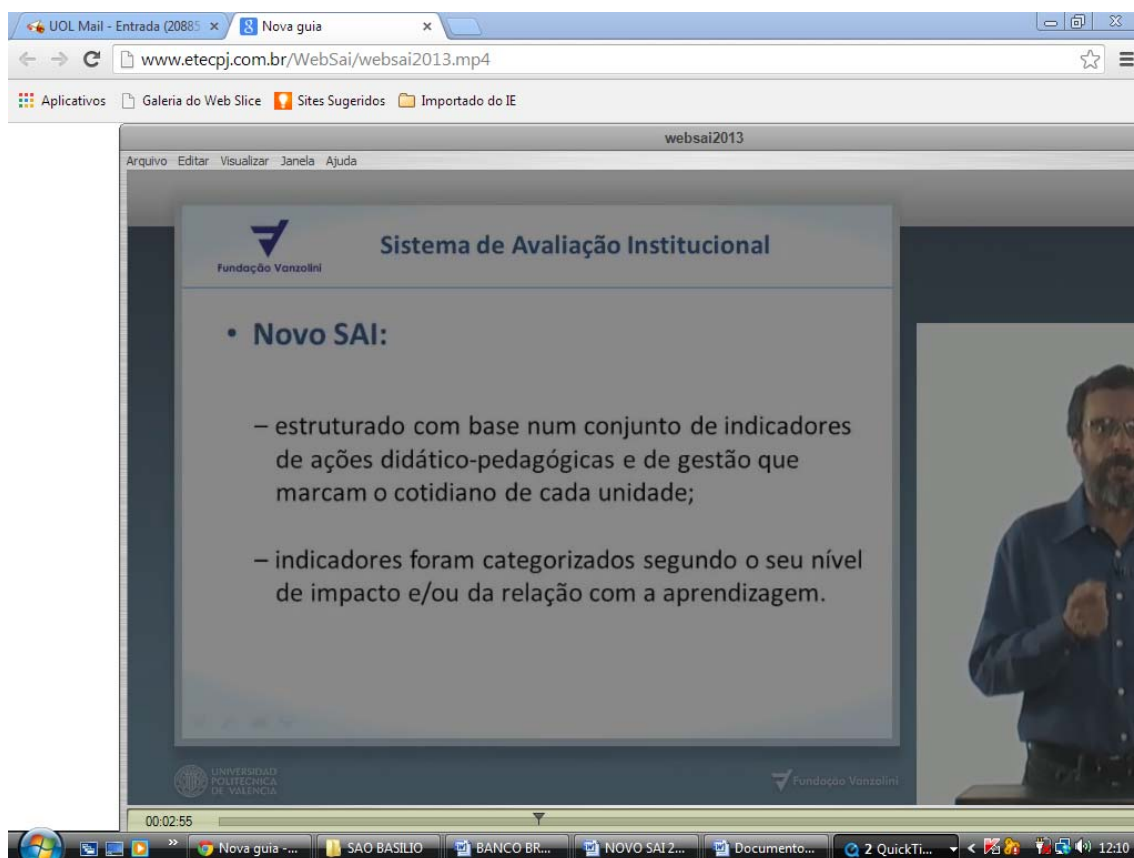 UOL Mail - Entrada (20885
Nova guia
www.etecpj.com.br/WebSai/websai2013.mp4
Aplicativos Galeria do Web Slice Sites Sugeridos Importado do IE
websai2013
Arquivo Editar Visualizar Janela Ajuda
Fundação Vanzolini
Sistema de Avaliação Institucional
• Novo SAI:
– estruturado com base num conjunto de indicadores
de ações didático-pedagógicas e de gestão que
marcam o cotidiano de cada unidade;
– indicadores foram categorizados segundo o seu nível
de impacto e/ou da relação com a aprendizagem.
UNIVERSIDAD
POLITECNICA
DE VALENCIA
Fundação Vanzolini
00:02:55
Nova guia -... SAO BASILIO BANCO BR... NOVO SAI 2... Documento... 2 QuickTi... 12:10